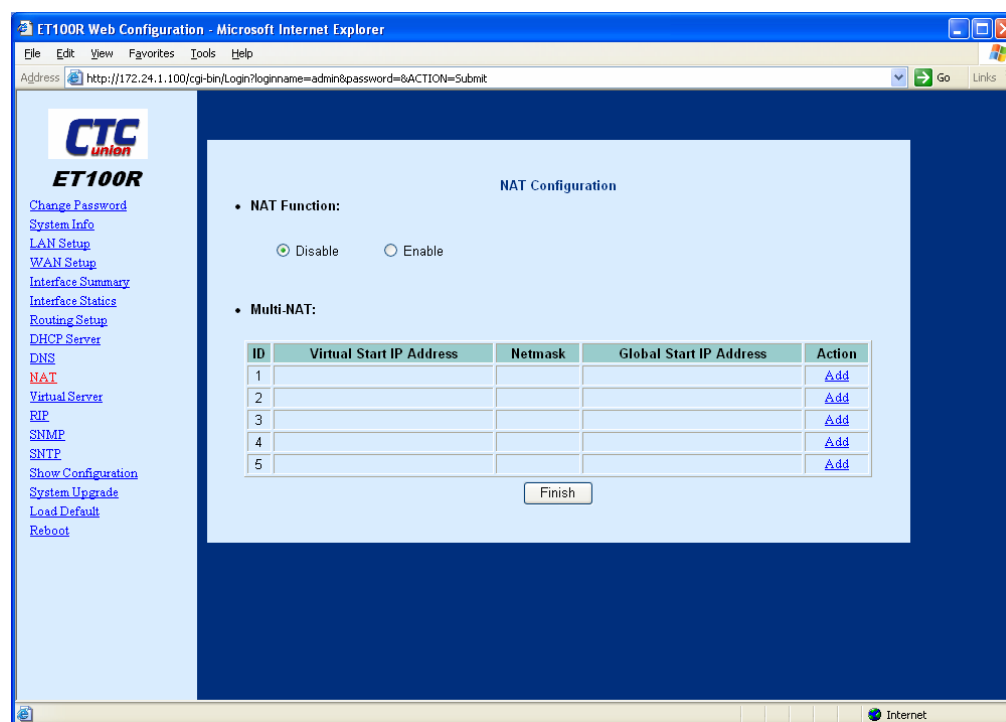 ET100R Web Configuration - Microsoft Internet Explorer
File Edit View Favorites Tools Help
Address http://172.24.1.100/cgi-bin/Login?loginname=admin&password=&ACTION=Submit Go Links
CTC
union
ET100R
Change Password
System Info
LAN Setup
WAN Setup
Interface Summary
Interface Statics
Routing Setup
DHCP Server
DNS
NAT
Virtual Server
RIP
SNMP
SNTP
Show Configuration
System Upgrade
Load Default
Reboot
NAT Configuration
• NAT Function:
Disable Enable
• Multi-NAT:
ID Virtual Start IP Address Netmask Global Start IP Address Action
1 Add
2 Add
3 Add
4 Add
5 Add
Finish
Internet